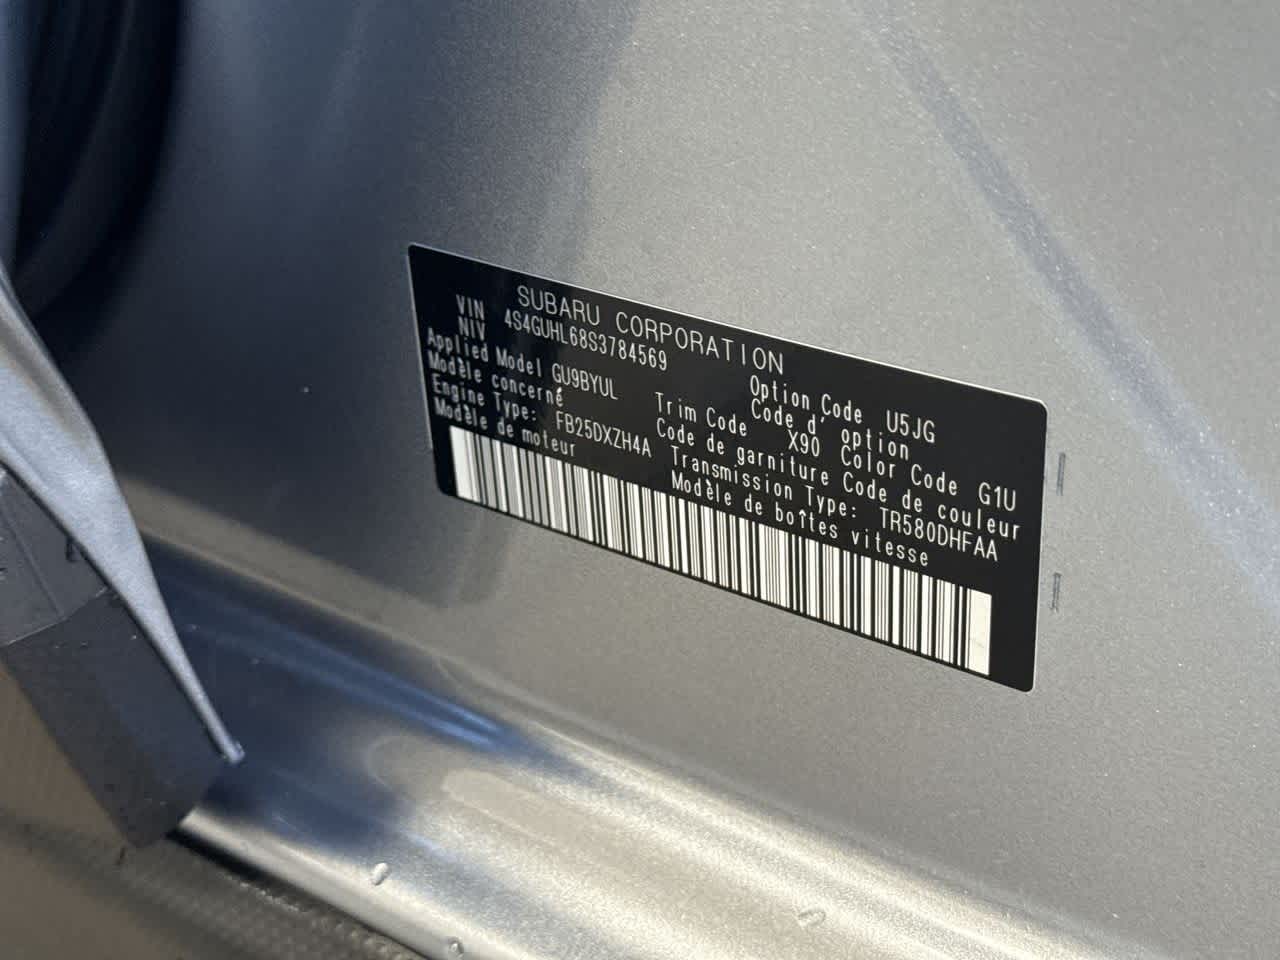 SUBARU CORPORATION
VIN 4S4GUHL68S3784569
NIV
Applied Model GU9BYUL Option Code U5JG
Modèle concerné Code d'option
Trim Code X90 Color Code G1U
Code de garniture Code de couleur
Engine Type: FB25DXZH4A Transmission Type: TR580DHFAA
Modèle de moteur Modèle de boîtes vitesse